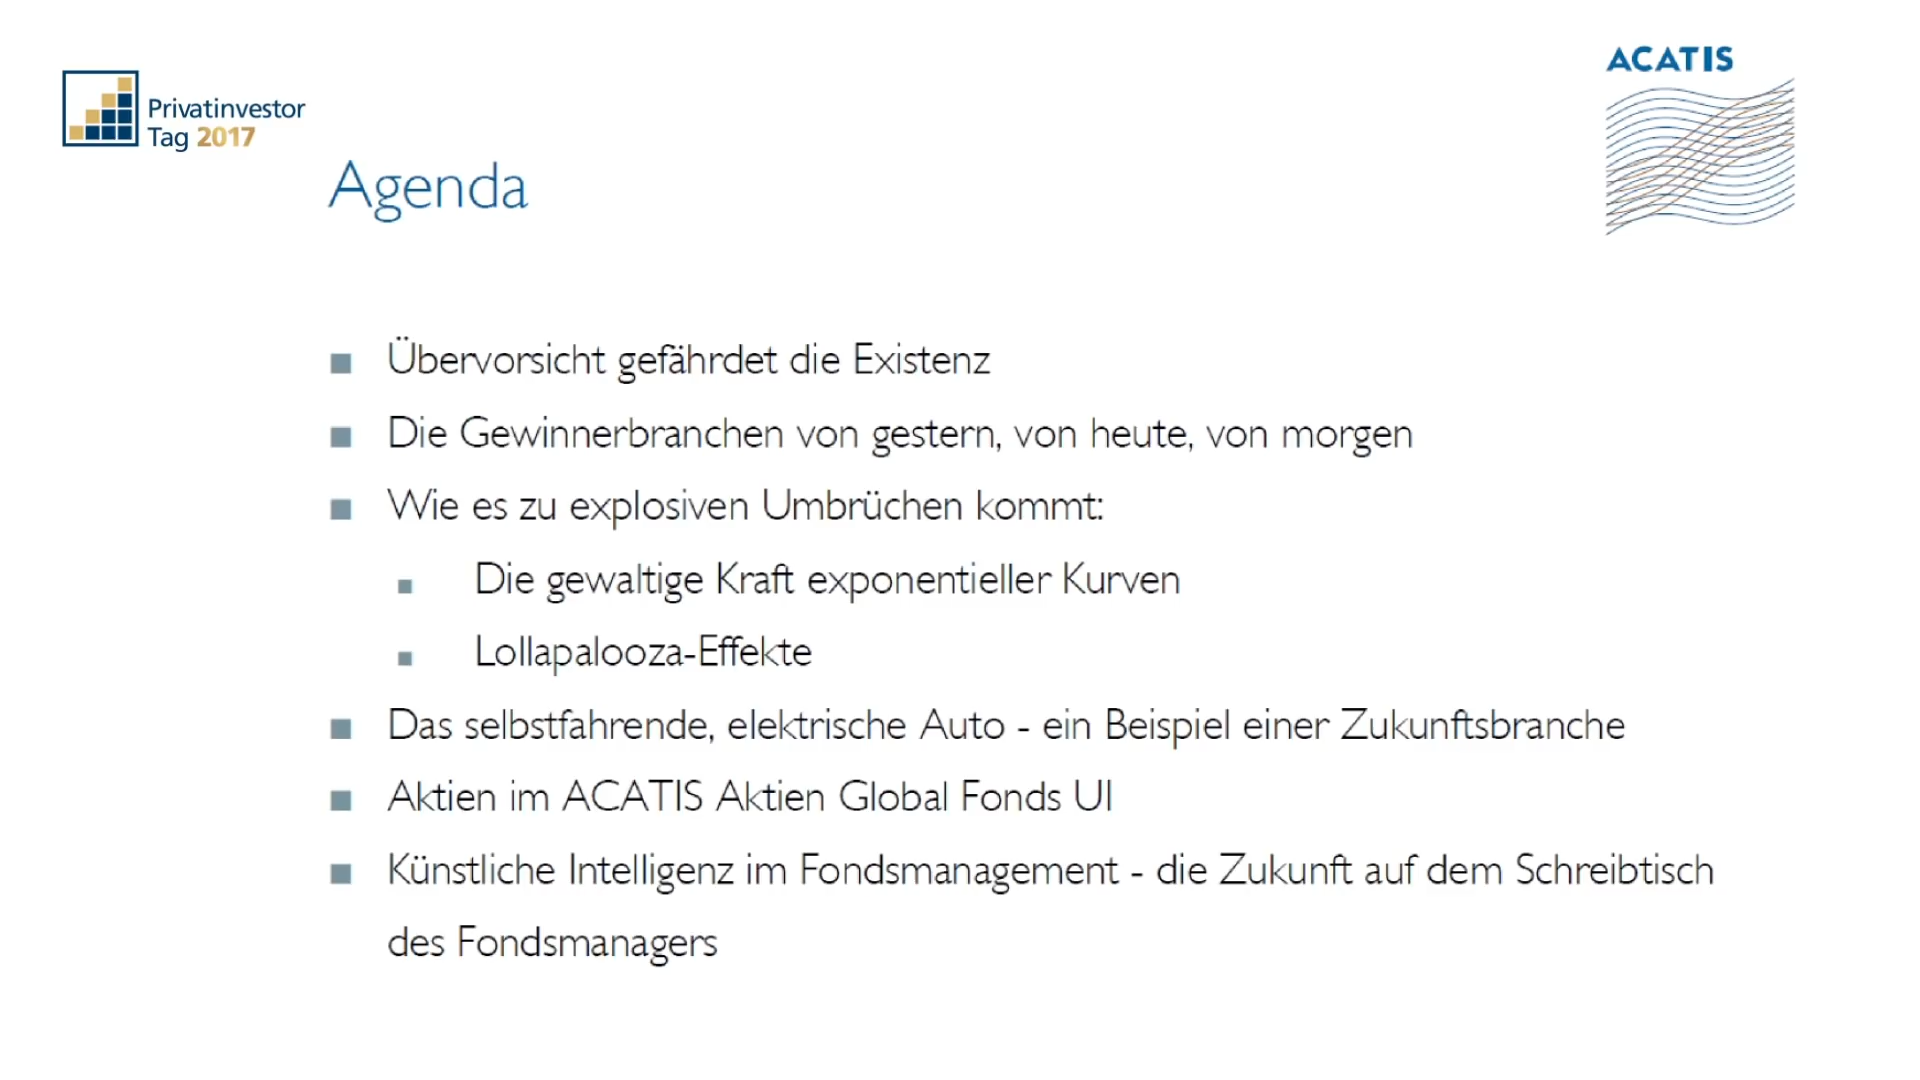 ACATIS
Privatinvestor
Tag 2017
Agenda
Übervorsicht gefährdet die Existenz
Die Gewinnerbranchen von gestern, von heute, von morgen
Wie es zu explosiven Umbrüchen kommt:
Die gewaltige Kraft exponentieller Kurven
Lollapalooza-Effekte
Das selbstfahrende, elektrische Auto - ein Beispiel einer Zukunftsbranche
Aktien im ACATIS Aktien Global Fonds UI
Künstliche Intelligenz im Fondsmanagement - die Zukunft auf dem Schreibtisch
des Fondsmanagers